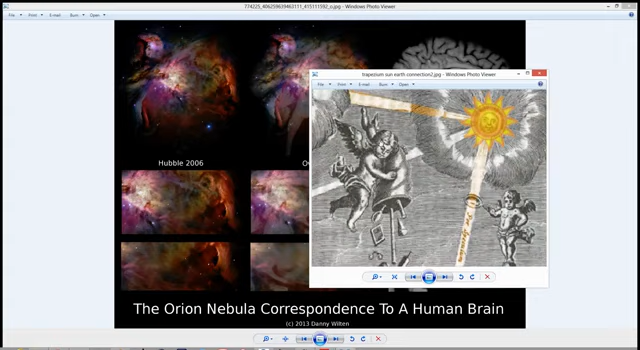 774225_406259639463111_415111592_o.jpg - Windows Photo Viewer
File Print E-mail Burn Open
Hubble 2006
trapezium sun earth connection2.jpg - Windows Photo Viewer
File Print E-mail Burn Open
The Orion Nebula Correspondence To A Human Brain
(c) 2013 Danny Wilten